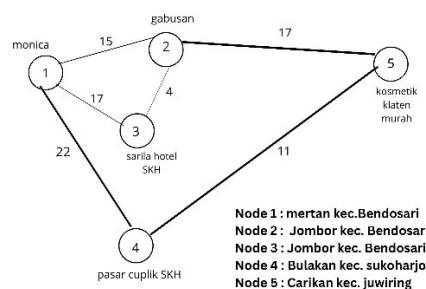 gabusan
monica
15
17
2
1
5
17
4
kosmetik
klaten
murah
3
sarila hotel
SKH
22
11
4
pasar cuplik SKH
Node 1 : mertan kec.Bendosari
Node 2 : Jombor kec. Bendosar
Node 3 : Jombor kec. Bendosari
Node 4 : Bulakan kec. sukoharjo
Node 5 : Carikan kec. juwiring